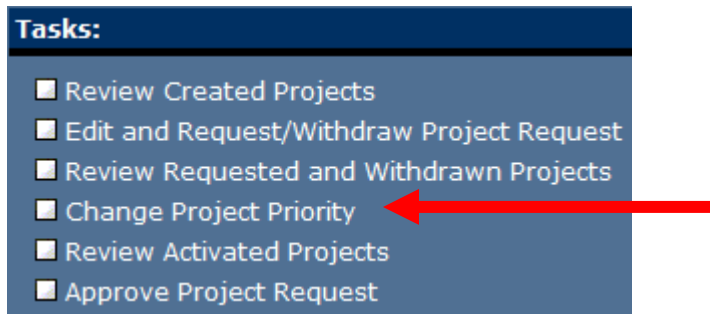 Tasks:
Review Created Projects
Edit and Request/Withdraw Project Request
Review Requested and Withdrawn Projects
Change Project Priority
Review Activated Projects
Approve Project Request